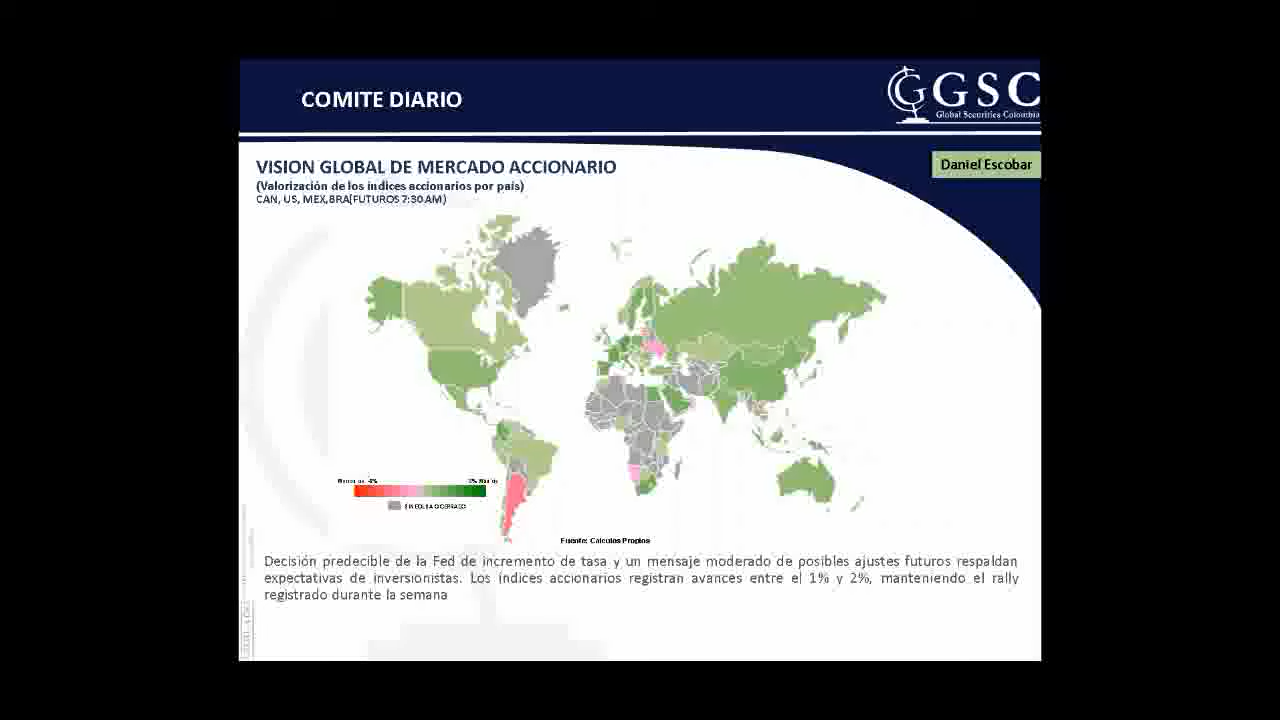 COMITE DIARIO
GGSC
Global Securities Colombia
Daniel Escobar
VISION GLOBAL DE MERCADO ACCIONARIO
(Valorización de los índices accionarios por país)
CAN, US, MEX,BRA(FUTUROS 7:30 AM)
Fuente: Calculos Propios
Decisión predecible de la Fed de incremento de tasa y un mensaje moderado de posibles ajustes futuros respaldan
expectativas de inversionistas. Los índices accionarios registran avances entre el 1% y 2%, manteniendo el rally
registrado durante la semana